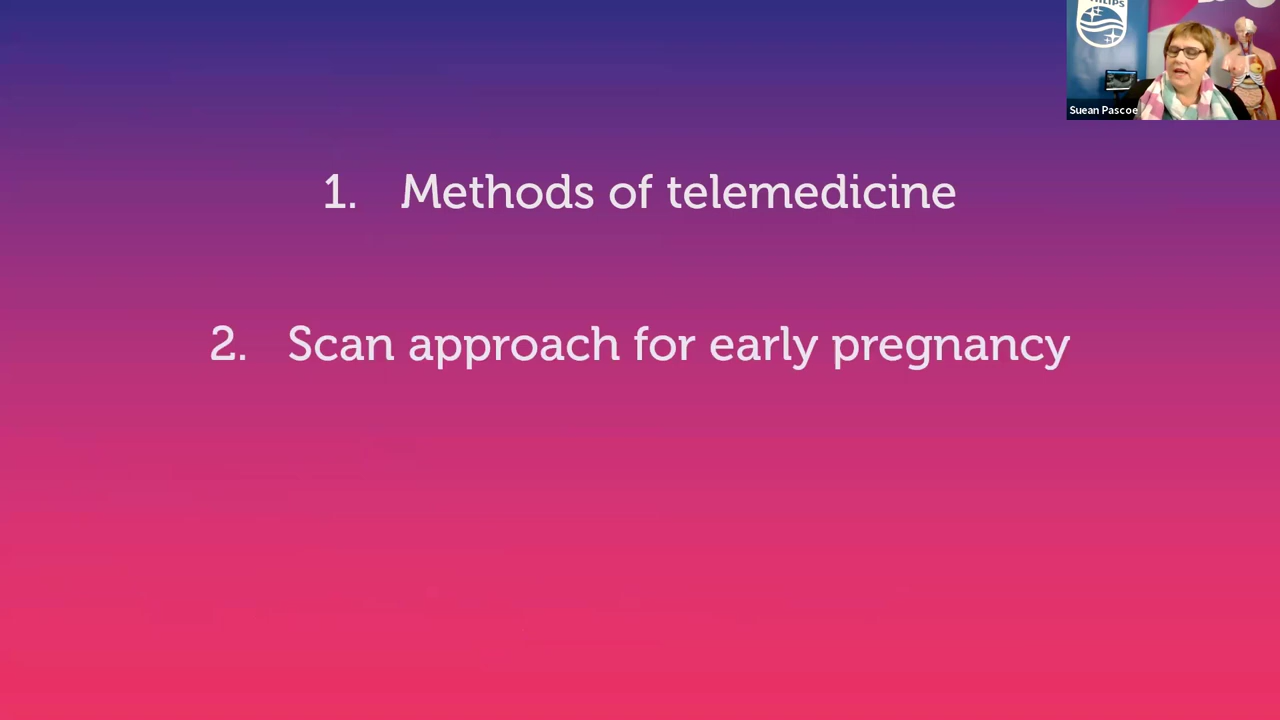 PHILIPS
Suean Pascoe
1. Methods of telemedicine
2. Scan approach for early pregnancy